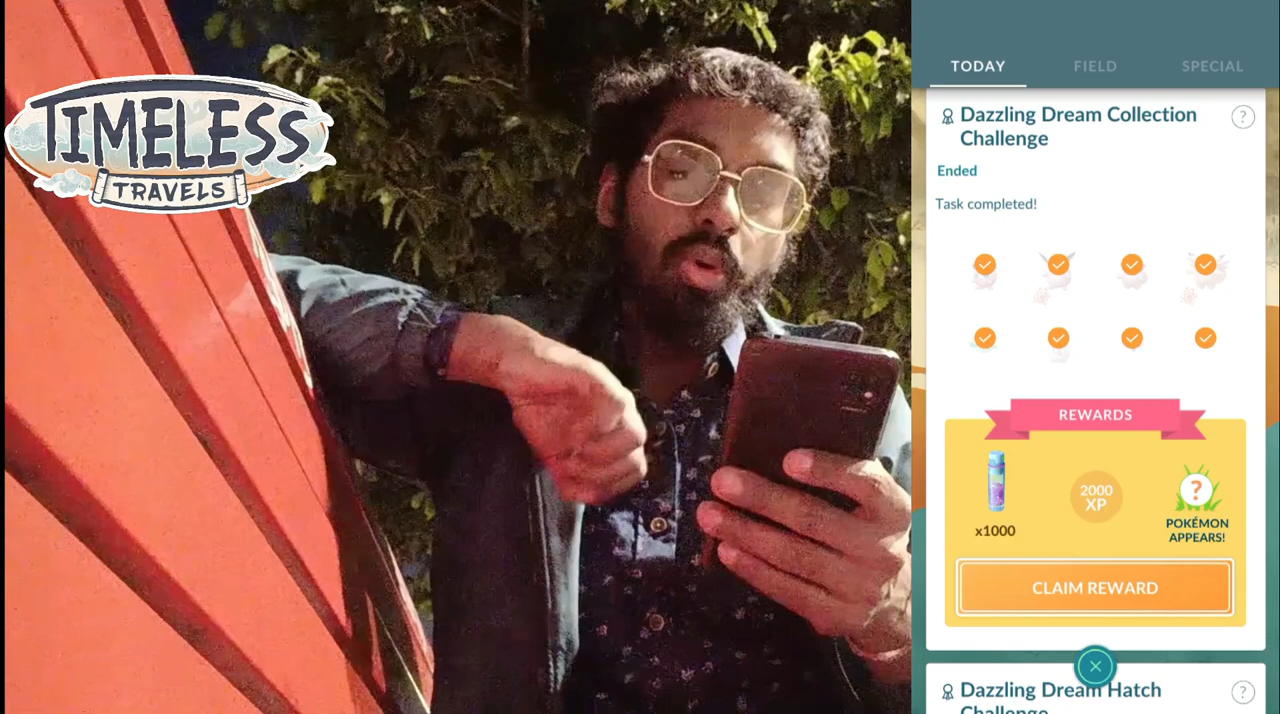 TIMELESS
TRAVELS
TODAY
FIELD
SPECIAL
Dazzling Dream Collection
Challenge
?
Ended
Task completed!
REWARDS
x1000
2000
XP
?
POKÉMON
APPEARS!
CLAIM REWARD
Dazzling Dream Hatch
Challenge
?